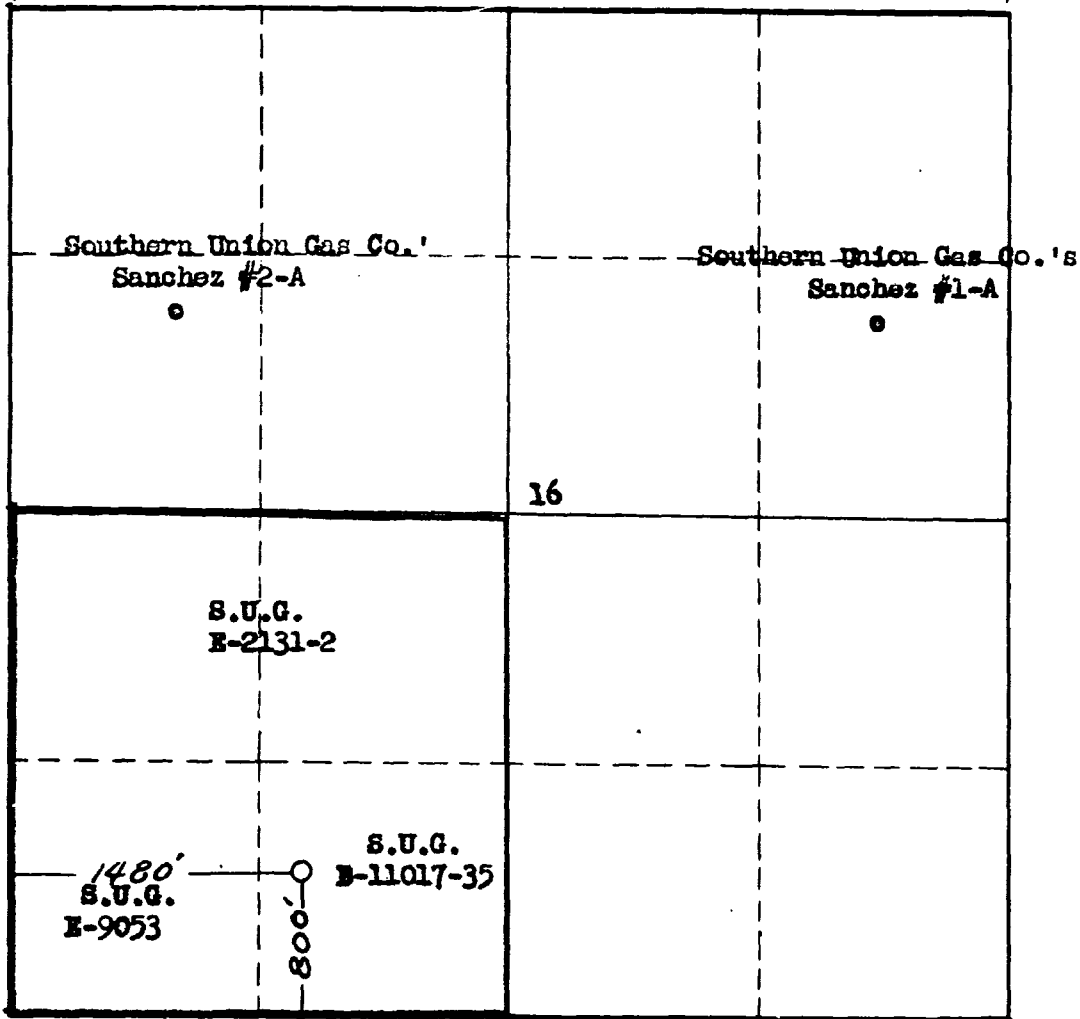 Southern Union Gas Co.'
Sanchez #2-A
Southern Union Gas Co.'s
Sanchez #1-A
16
S.U.G.
E-2131-2
S.U.G.
B-11017-35
1480'
S.U.G.
E-9053
800'